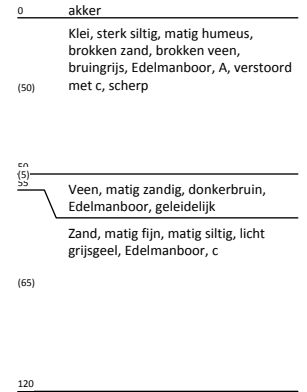 0 akker
Klei, sterk siltig, matig humeus,
brokken zand, brokken veen,
bruingrijs, Edelmanboor, A, verstoord
(50) met c, scherp
50
(5)
55
Veen, matig zandig, donkerbruin,
Edelmanboor, geleidelijk
Zand, matig fijn, matig siltig, licht
grijsgeel, Edelmanboor, c
(65)
120